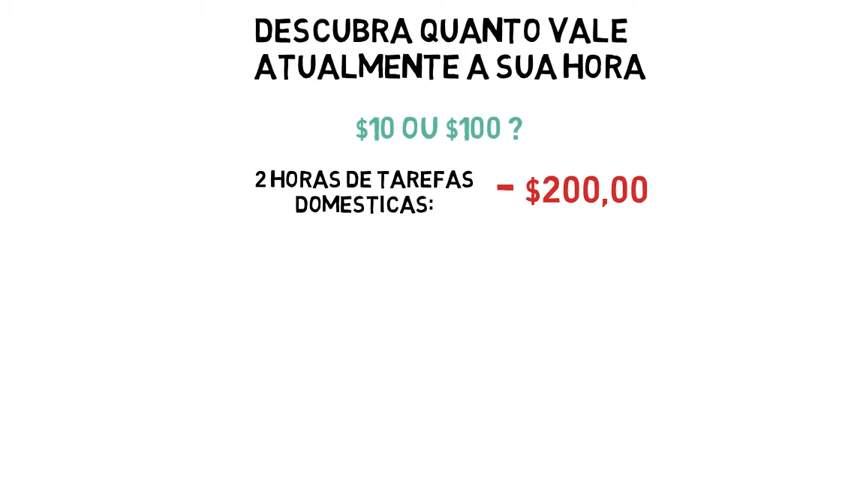 DESCUBRA QUANTO VALE
ATUALMENTE A SUA HORA
$10 OU $100 ?
2 HORAS DE TAREFAS
DOMESTICAS:
- $200,00